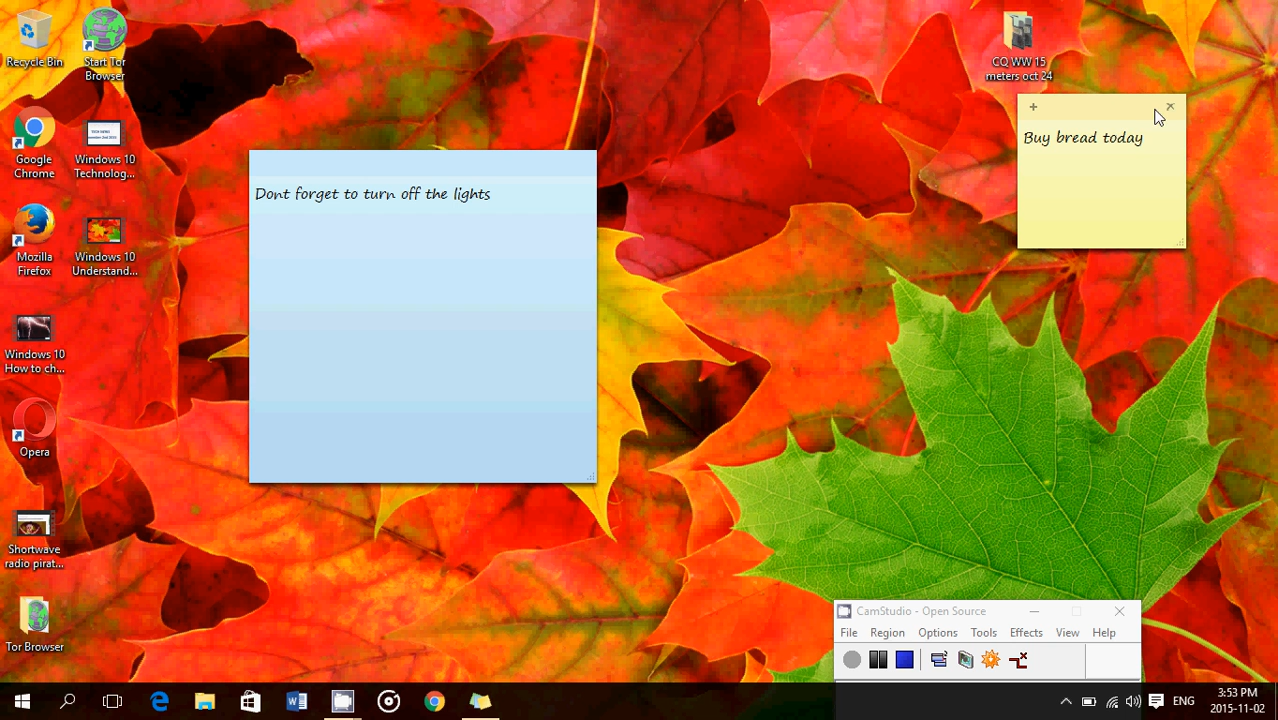 Recycle Bin
Start Tor
Browser
Google
Chrome
Windows 10
Technolog...
Mozilla
Firefox
Windows 10
Understand...
Windows 10
How to ch...
Opera
Shortwave
radio pirat...
Tor Browser
CQ WW 15
meters oct 24
Buy bread today
Dont forget to turn off the lights
CamStudio - Open Source
File Region Options Tools Effects View Help
ENG
3:53 PM
2015-11-02